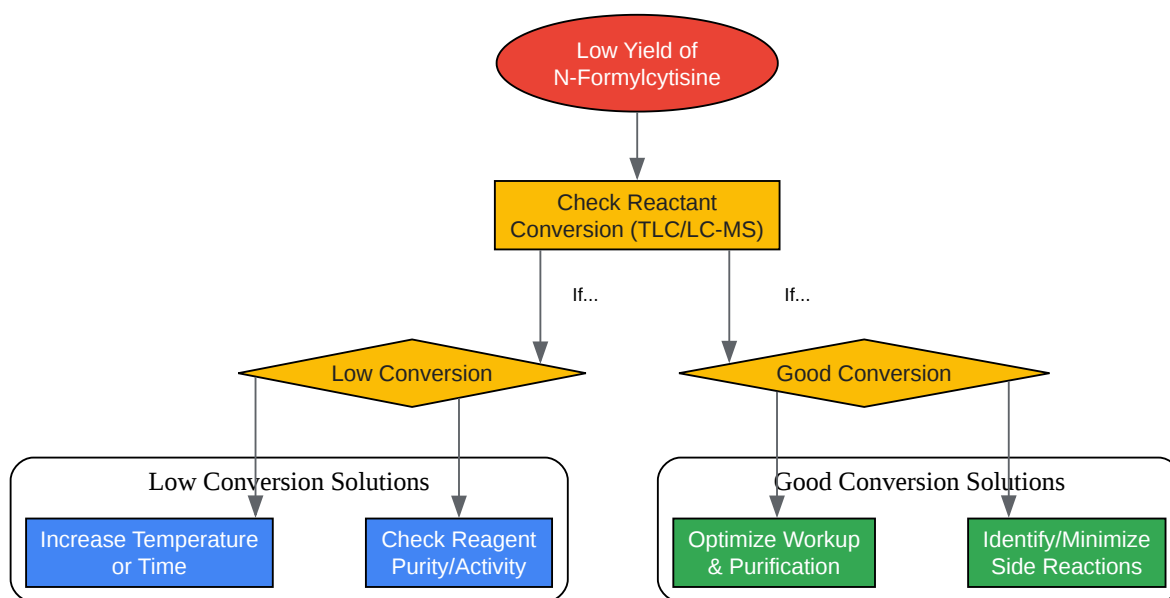 Low Yield of
N-Formylcytisine
Check Reactant
Conversion (TLC/LC-MS)
If...
If...
Low Conversion
Good Conversion
Low Conversion Solutions
Good Conversion Solutions
Increase Temperature
or Time
Check Reagent
Purity/Activity
Optimize Workup
& Purification
Identify/Minimize
Side Reactions